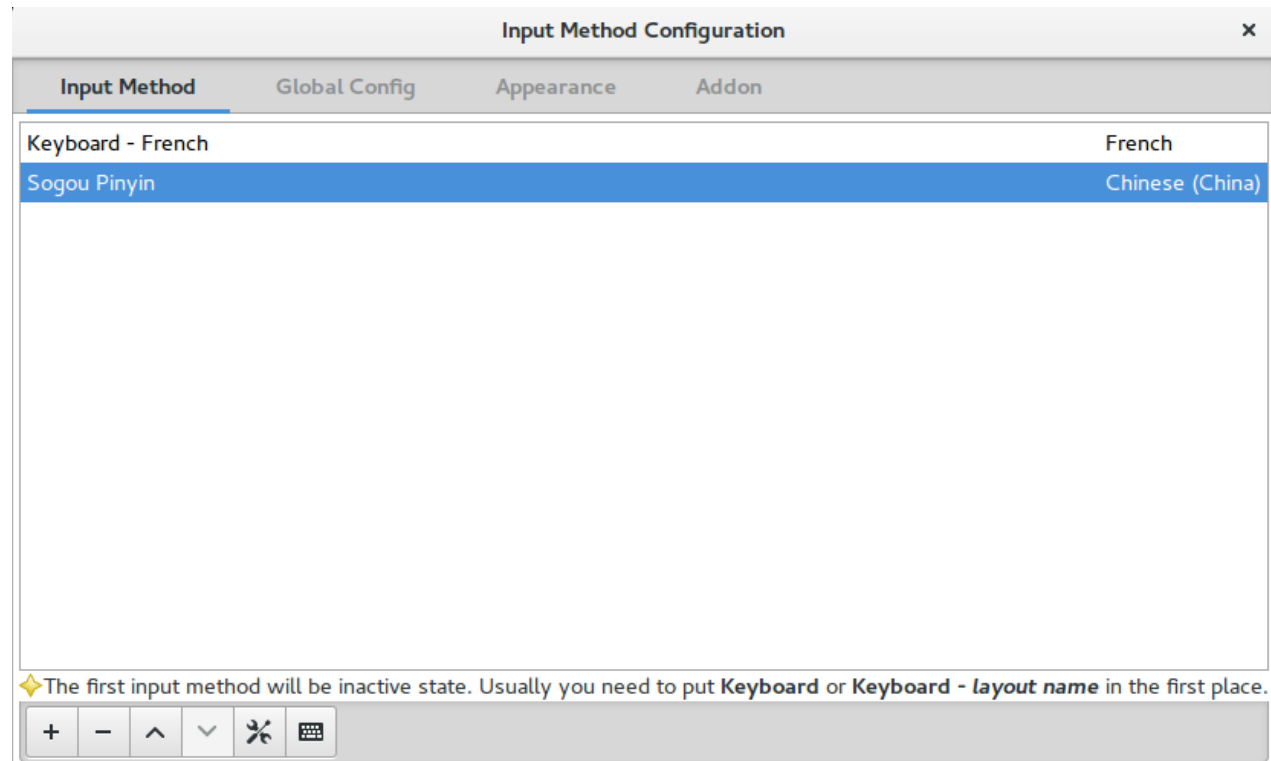 Input Method Configuration
Input Method Global Config Appearance Addon
Keyboard - French French
Sogou Pinyin Chinese (China)
The first input method will be inactive state. Usually you need to put Keyboard or Keyboard - layout name in the first place.